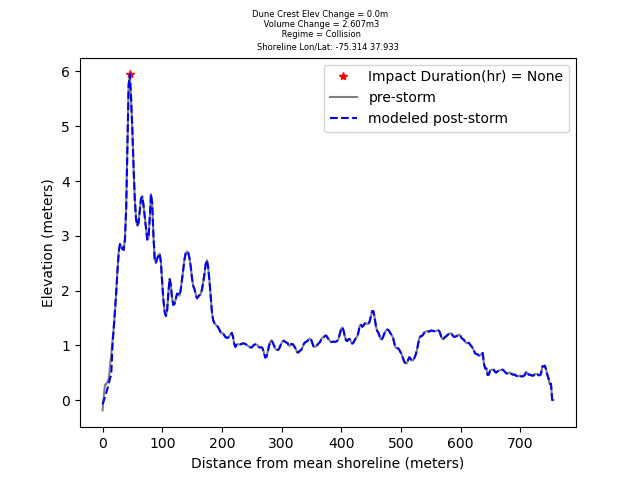 Dune Crest Elev Change = 0.0m
Volume Change = 2.607m3
Regime = Collision
Shoreline Lon/Lat: -75.314 37.933
Impact Duration(hr) = None
pre-storm
modeled post-storm
Elevation (meters)
6
5
4
3
2
1
0
0 100 200 300 400 500 600 700
Distance from mean shoreline (meters)